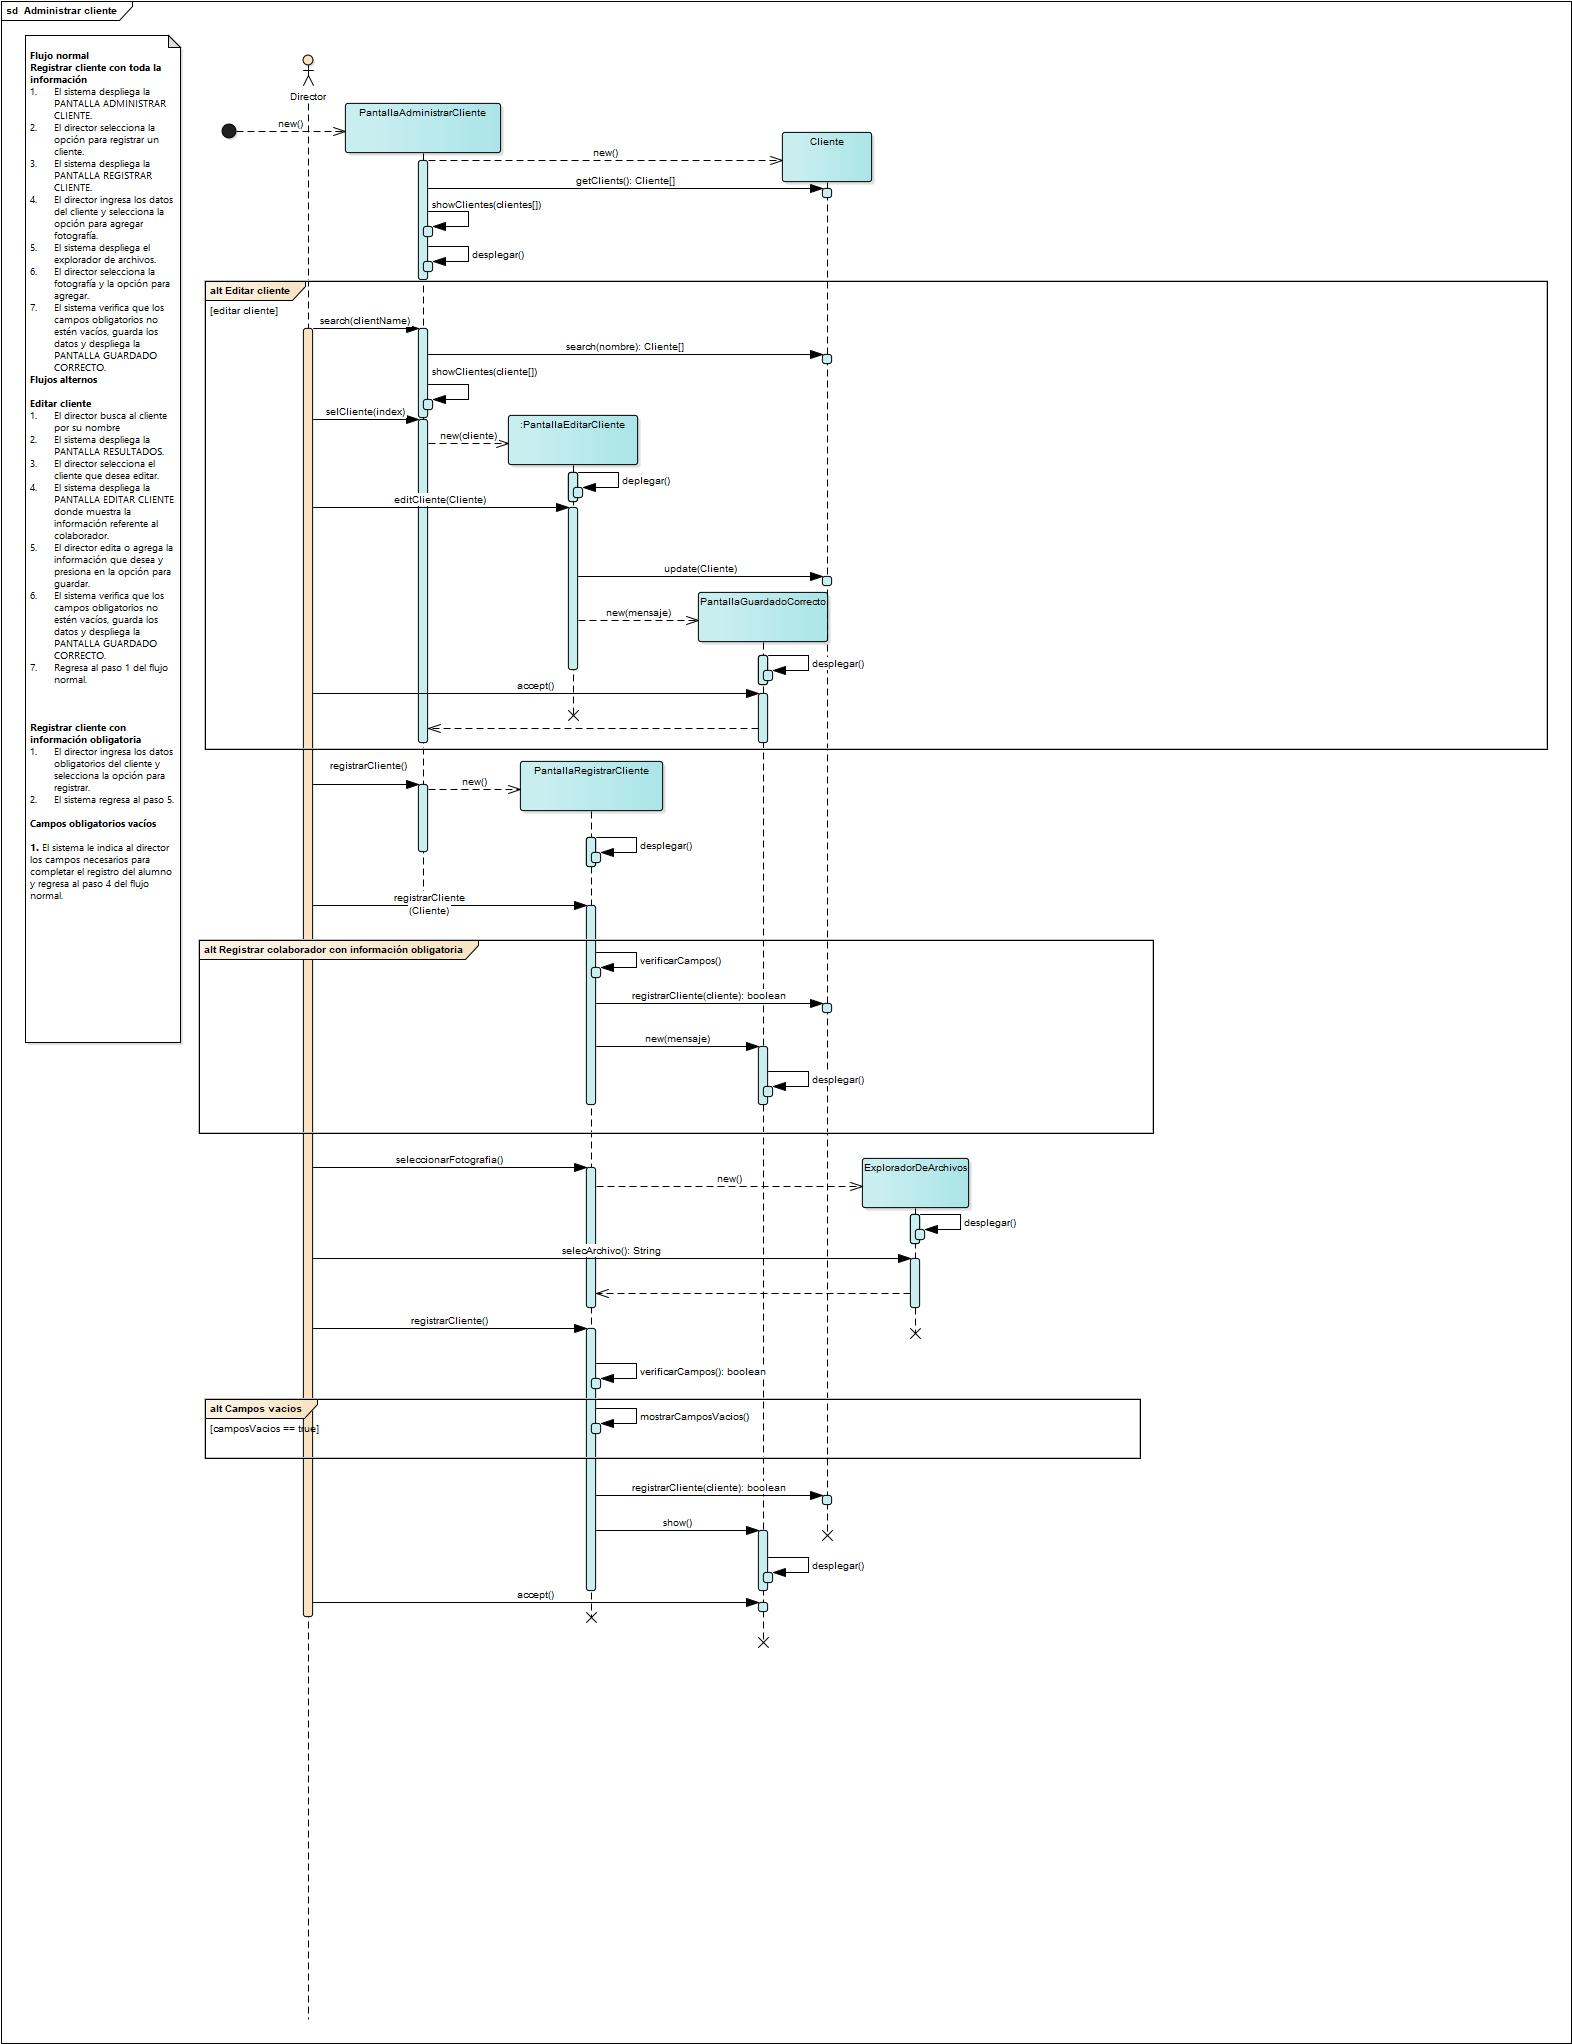 sd Administrar cliente
Flujo normal
Registrar cliente con toda la
información
1. El sistema despliega la
PANTALLA ADMINISTRAR
CLIENTE.
2. El director selecciona la
opción para registrar un
cliente.
3. El sistema despliega la
PANTALLA REGISTRAR
CLIENTE.
4. El director ingresa los datos
del cliente y selecciona la
opción para agregar
fotografía.
5. El sistema despliega el
explorador de archivos.
6. El director selecciona la
fotografía y la opción para
agregar.
7. El sistema verifica que los
campos obligatorios no
estén vacíos, guarda los
datos y despliega la
PANTALLA GUARDADO
CORRECTO.
Flujos alternos
Editar cliente
1. El director busca al cliente
por su nombre
2. El sistema despliega la
PANTALLA RESULTADOS.
3. El director selecciona el
cliente que desea editar.
4. El sistema despliega la
PANTALLA EDITAR CLIENTE
donde muestra la
información referente al
colaborador.
5. El director edita o agrega la
información que desea y
presiona en la opción para
guardar.
6. El sistema verifica que los
campos obligatorios no
estén vacíos, guarda los
datos y despliega la
PANTALLA GUARDADO
CORRECTO.
7. Regresa al paso 1 del flujo
normal.
Registrar cliente con
información obligatoria
1. El director ingresa los datos
obligatorios del cliente y
selecciona la opción para
registrar.
2. El sistema regresa al paso 5.
Campos obligatorios vacíos
1. El sistema le indica al director
los campos necesarios para
completar el registro del alumno
y regresa al paso 4 del flujo
normal.
Director
PantallaAdministrarCliente
new()
Cliente
new()
getClients(): Cliente[]
showClientes(clientes[])
desplegar()
alt Editar cliente
[editar cliente]
search(clientName)
search(nombre): Cliente[]
showClientes(cliente[])
selCliente(index)
:PantallaEditarCliente
new(cliente)
deplegar()
editCliente(Cliente)
update(Cliente)
PantallaGuardadoCorrecto
new(mensaje)
desplegar()
accept()
registrarCliente()
PantallaRegistrarCliente
new()
desplegar()
registrarCliente
(Cliente)
alt Registrar colaborador con información obligatoria
verificarCampos()
registrarCliente(cliente): boolean
new(mensaje)
desplegar()
seleccionarFotografia()
ExploradorDeArchivos
new()
desplegar()
selecArchivo(): String
registrarCliente()
verificarCampos(): boolean
alt Campos vacios
[camposVacios == true]
mostrarCamposVacios()
registrarCliente(cliente): boolean
show()
desplegar()
accept()